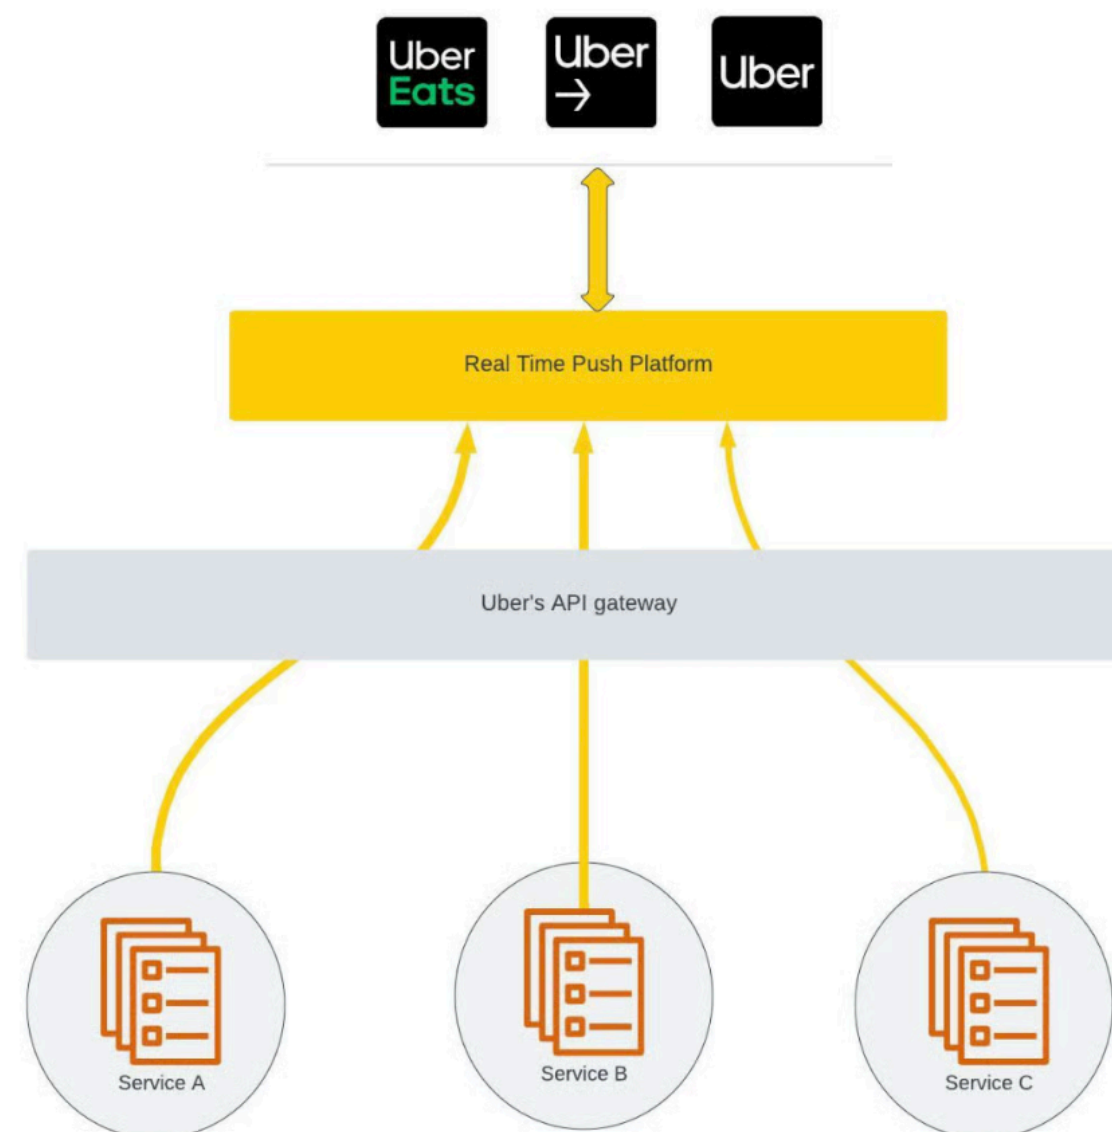 Uber
Eats
Uber
→
Uber
Real Time Push Platform
Uber's API gateway
Service A
Service B
Service C